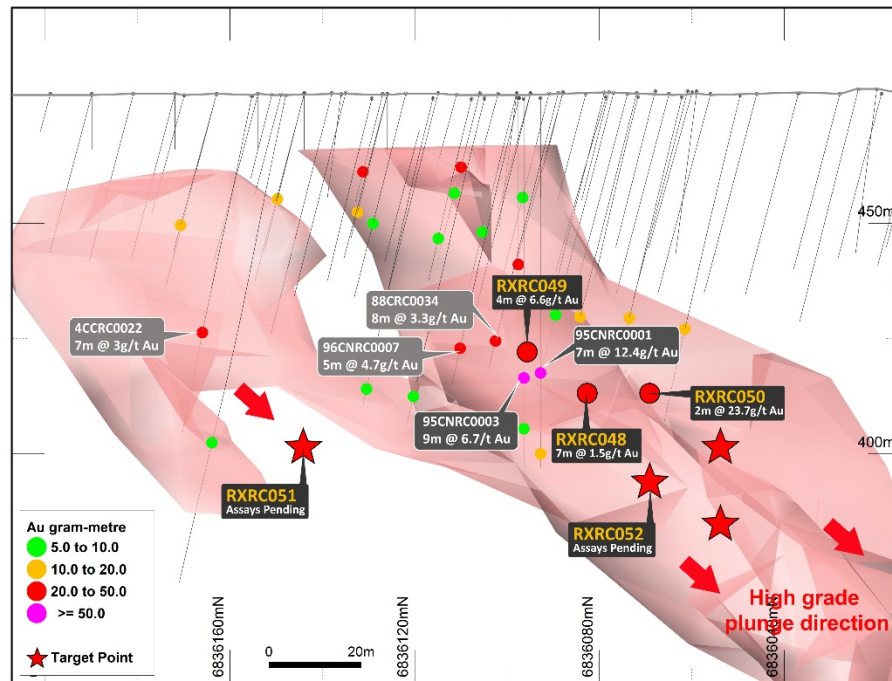 450m
RXRC049
4m @ 6.6g/t Au
88CRC0034
8m @ 3.3g/t Au
4CCRC0022
7m @ 3g/t Au
95CNRC0001
7m @ 12.4g/t Au
96CNRC0007
5m @ 4.7g/t Au
RXRC050
2m @ 23.7g/t Au
95CNRC0003
9m @ 6.7/t Au
RXRC048
7m @ 1.5g/t Au
400m
RXRC051
Assays Pending
RXRC052
Assays Pending
Au gram-metre
5.0 to 10.0
10.0 to 20.0
20.0 to 50.0
>= 50.0
Target Point
High grade
plunge direction
0
20m
6836160mN
6836120mN
6836080mN
6836040mN